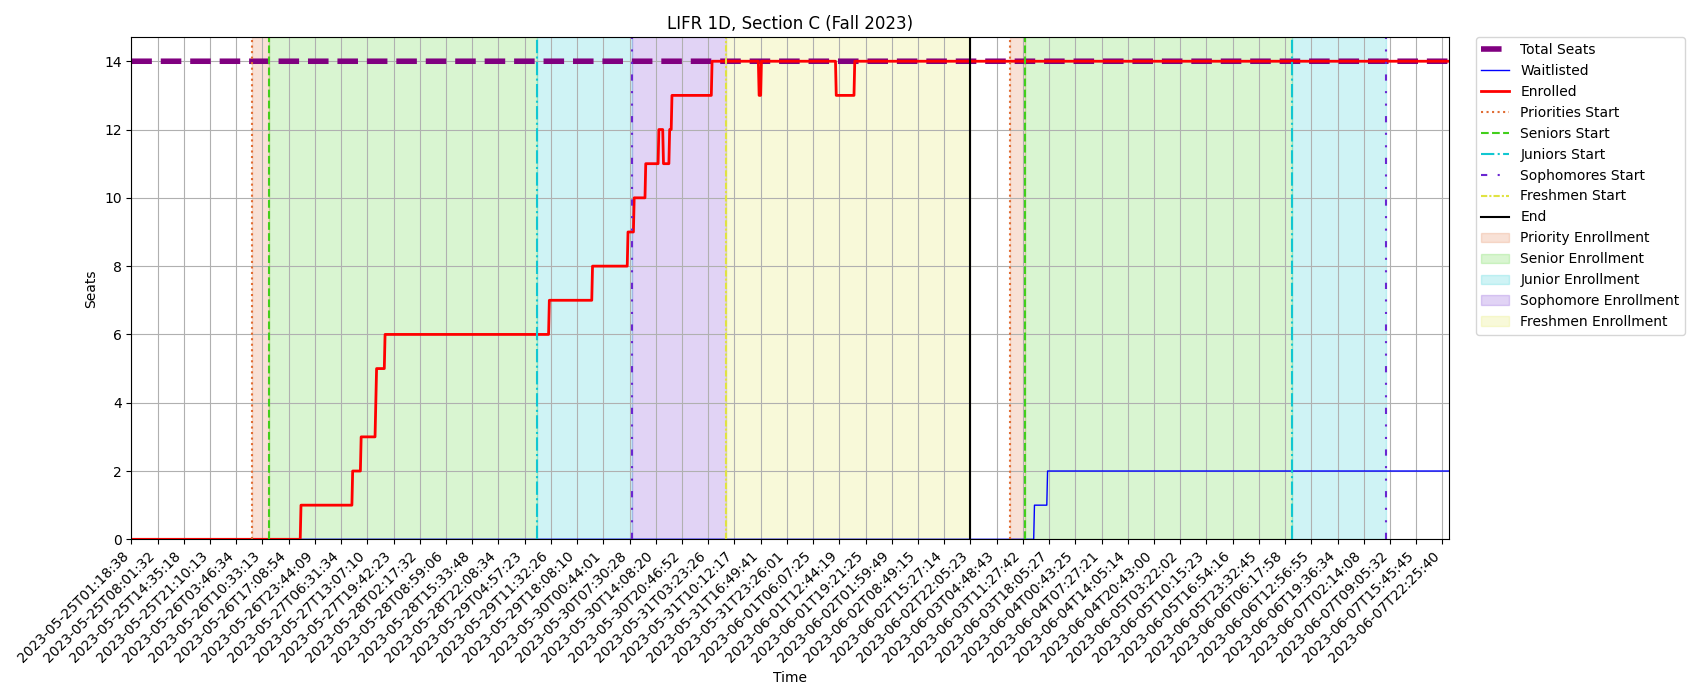 LIFR 1D, Section C (Fall 2023)
Seats
14
12
10
8
6
4
2
0
2023-05-25T01:18:38
2023-05-25T08:01:32
2023-05-25T14:35:18
2023-05-25T21:10:13
2023-05-26T03:46:34
2023-05-26T10:33:13
2023-05-26T17:08:54
2023-05-26T23:44:09
2023-05-27T06:31:34
2023-05-27T13:07:10
2023-05-27T19:42:23
2023-05-28T02:17:32
2023-05-28T08:59:06
2023-05-28T15:33:48
2023-05-28T22:08:34
2023-05-29T04:57:23
2023-05-29T11:32:26
2023-05-29T18:08:10
2023-05-30T00:44:01
2023-05-30T07:30:28
2023-05-30T14:08:20
2023-05-30T20:46:52
2023-05-31T03:23:26
2023-05-31T10:12:17
2023-05-31T16:49:41
2023-05-31T23:26:01
2023-06-01T06:07:25
2023-06-01T12:44:19
2023-06-01T19:21:25
2023-06-02T01:59:49
2023-06-02T08:49:15
2023-06-02T15:27:14
2023-06-02T22:05:23
2023-06-03T04:48:43
2023-06-03T11:27:42
2023-06-03T18:05:27
2023-06-04T00:43:25
2023-06-04T07:27:21
2023-06-04T14:05:14
2023-06-04T20:43:00
2023-06-05T03:22:02
2023-06-05T10:15:23
2023-06-05T16:54:16
2023-06-05T23:32:45
2023-06-06T06:17:58
2023-06-06T12:56:55
2023-06-06T19:36:34
2023-06-07T02:14:08
2023-06-07T09:05:32
2023-06-07T15:45:45
2023-06-07T22:25:40
Time
Total Seats
Waitlisted
Enrolled
Priorities Start
Seniors Start
Juniors Start
Sophomores Start
Freshmen Start
End
Priority Enrollment
Senior Enrollment
Junior Enrollment
Sophomore Enrollment
Freshmen Enrollment